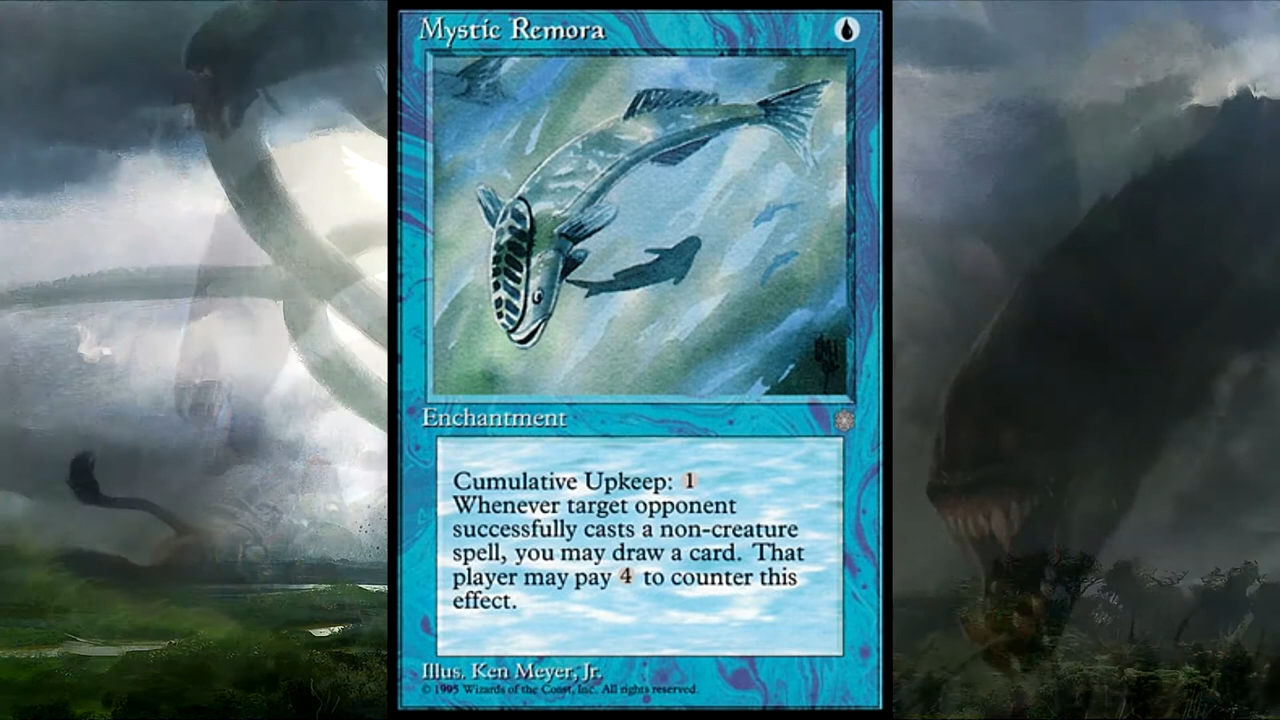 Mystic Remora
Enchantment
Cumulative Upkeep: 1
Whenever target opponent
successfully casts a non-creature
spell, you may draw a card. That
player may pay 4 to counter this
effect.
Illus. Ken Meyer, Jr.
© 1995 Wizards of the Coast, Inc. All rights reserved.